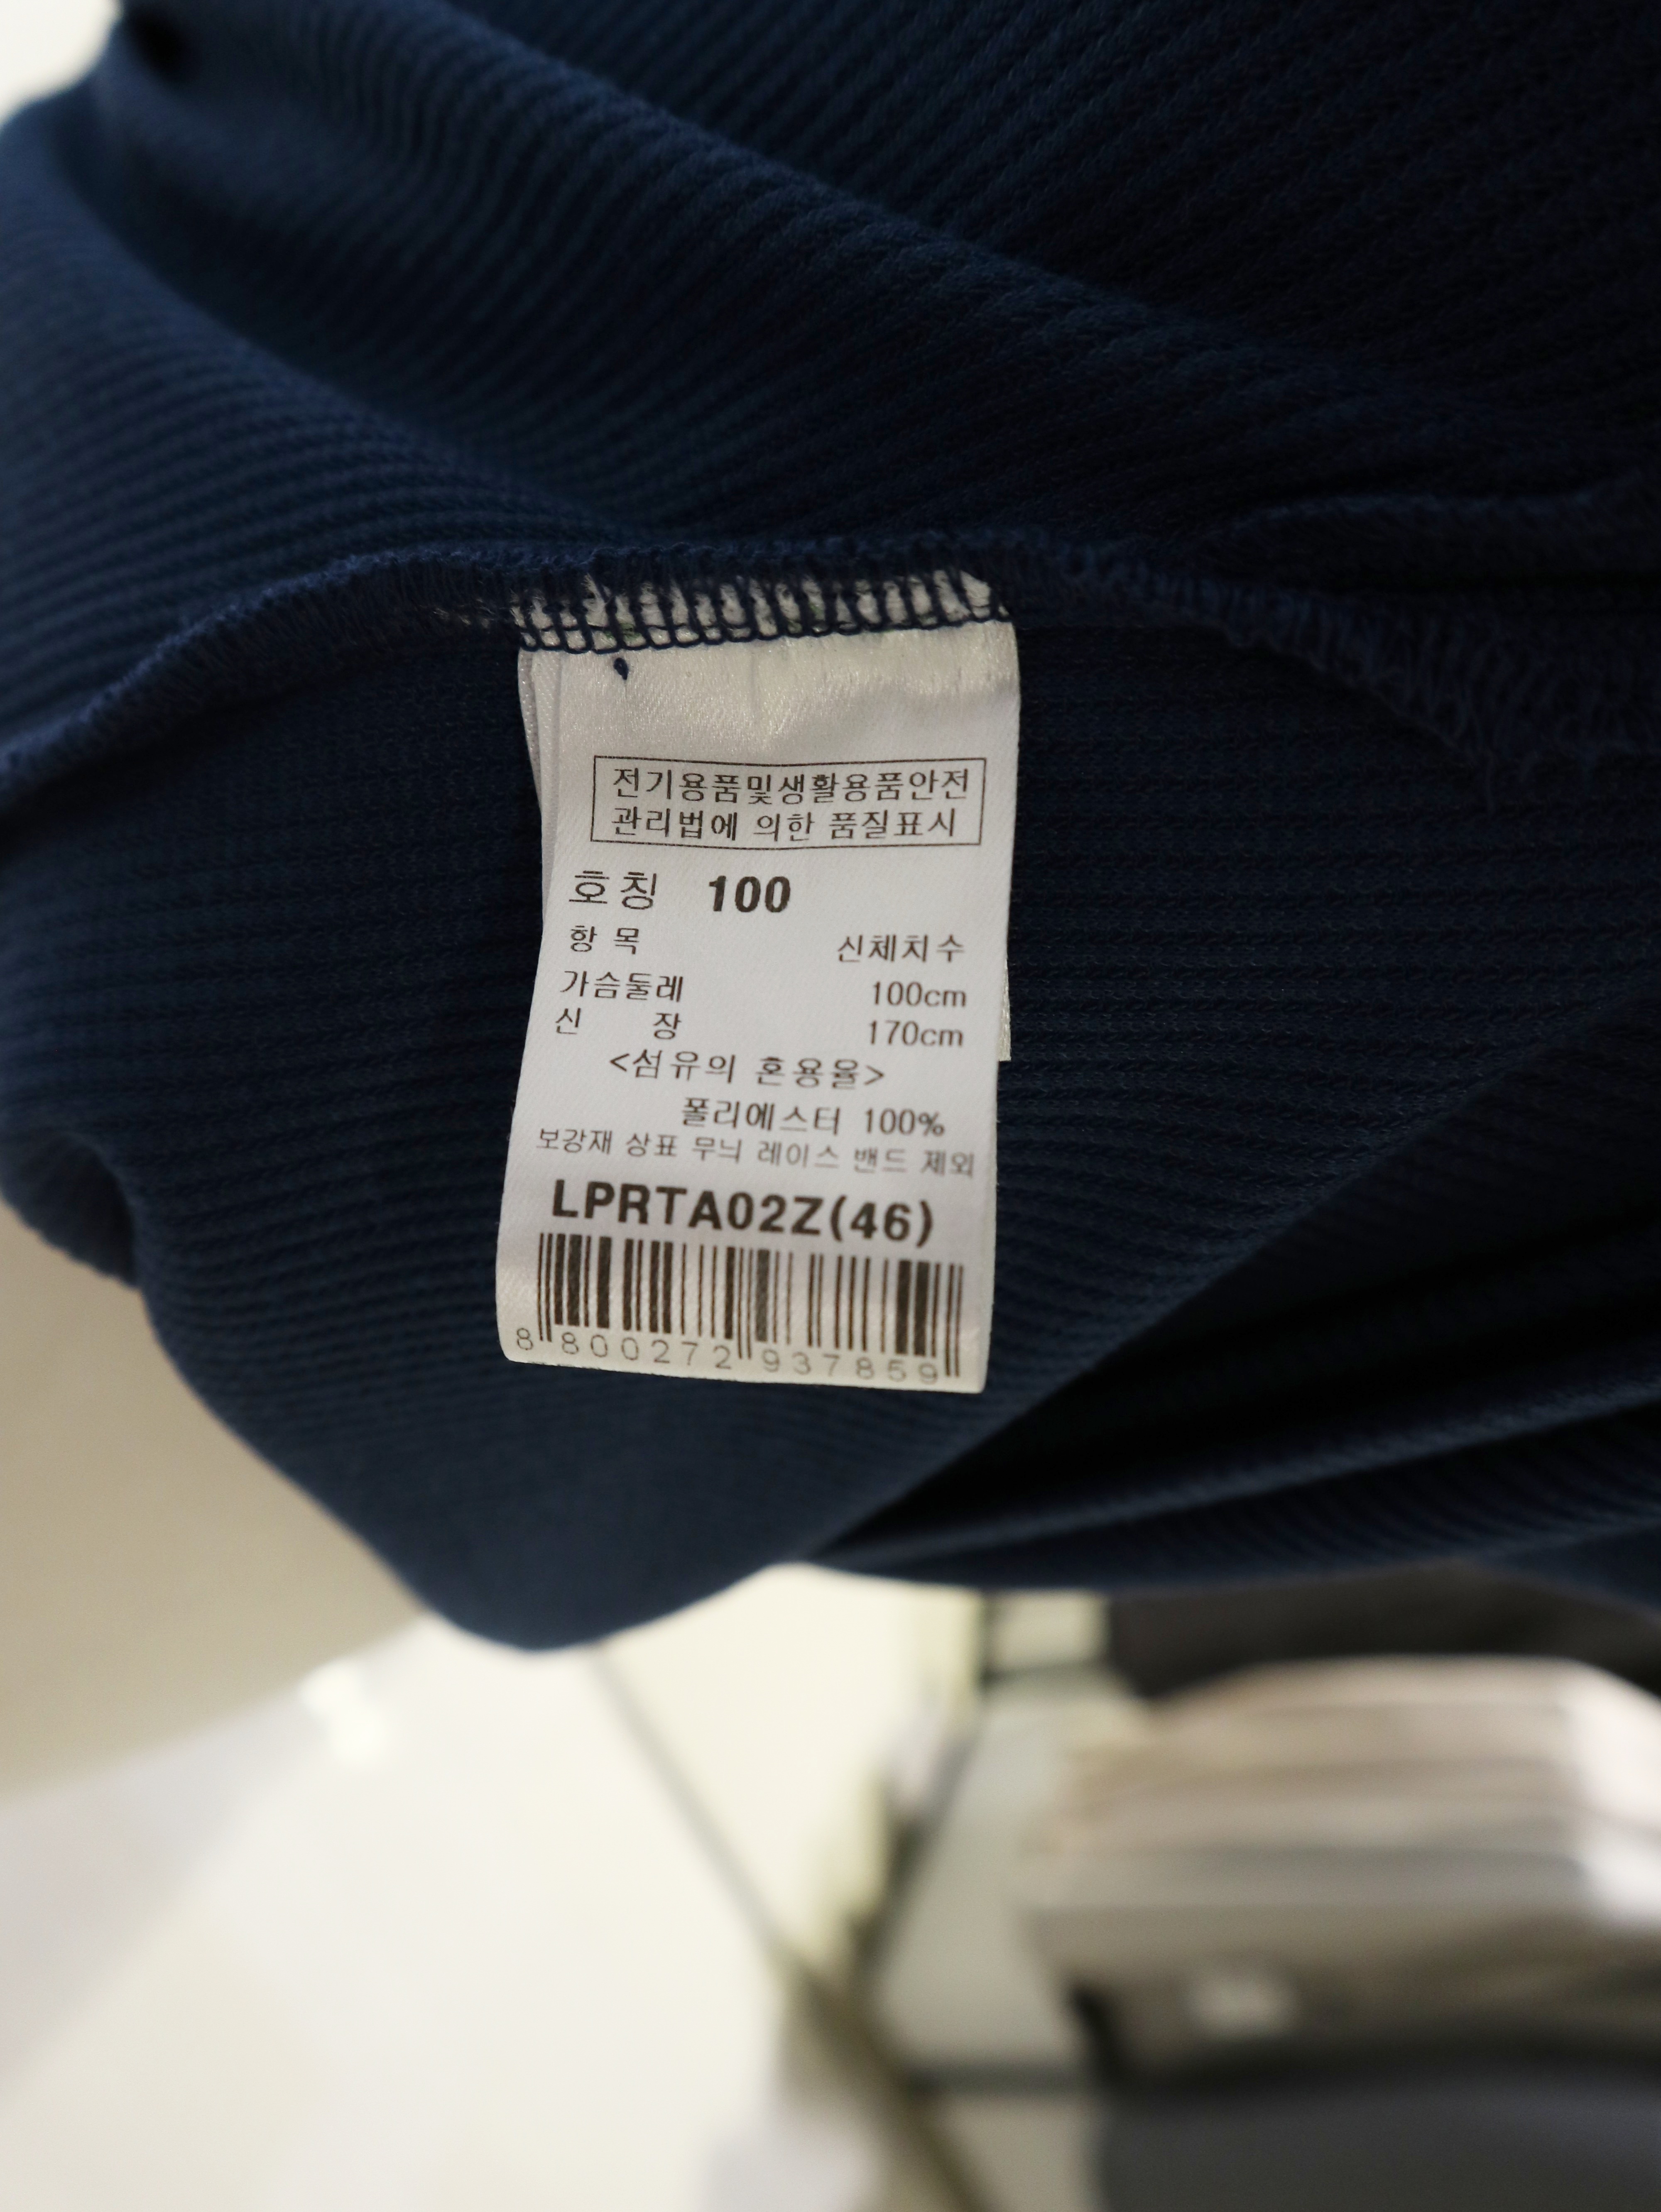 전기용품및생활용품안전
관리법에 의한 품질표시
호칭 100
항목 신체치수
가슴둘레 100cm
신 장 170cm
<섬유의 혼용율>
폴리에스터 100%
보강재 상표 무늬 레이스 밴드 제외
LPRTA02Z(46)
8 800272 937859